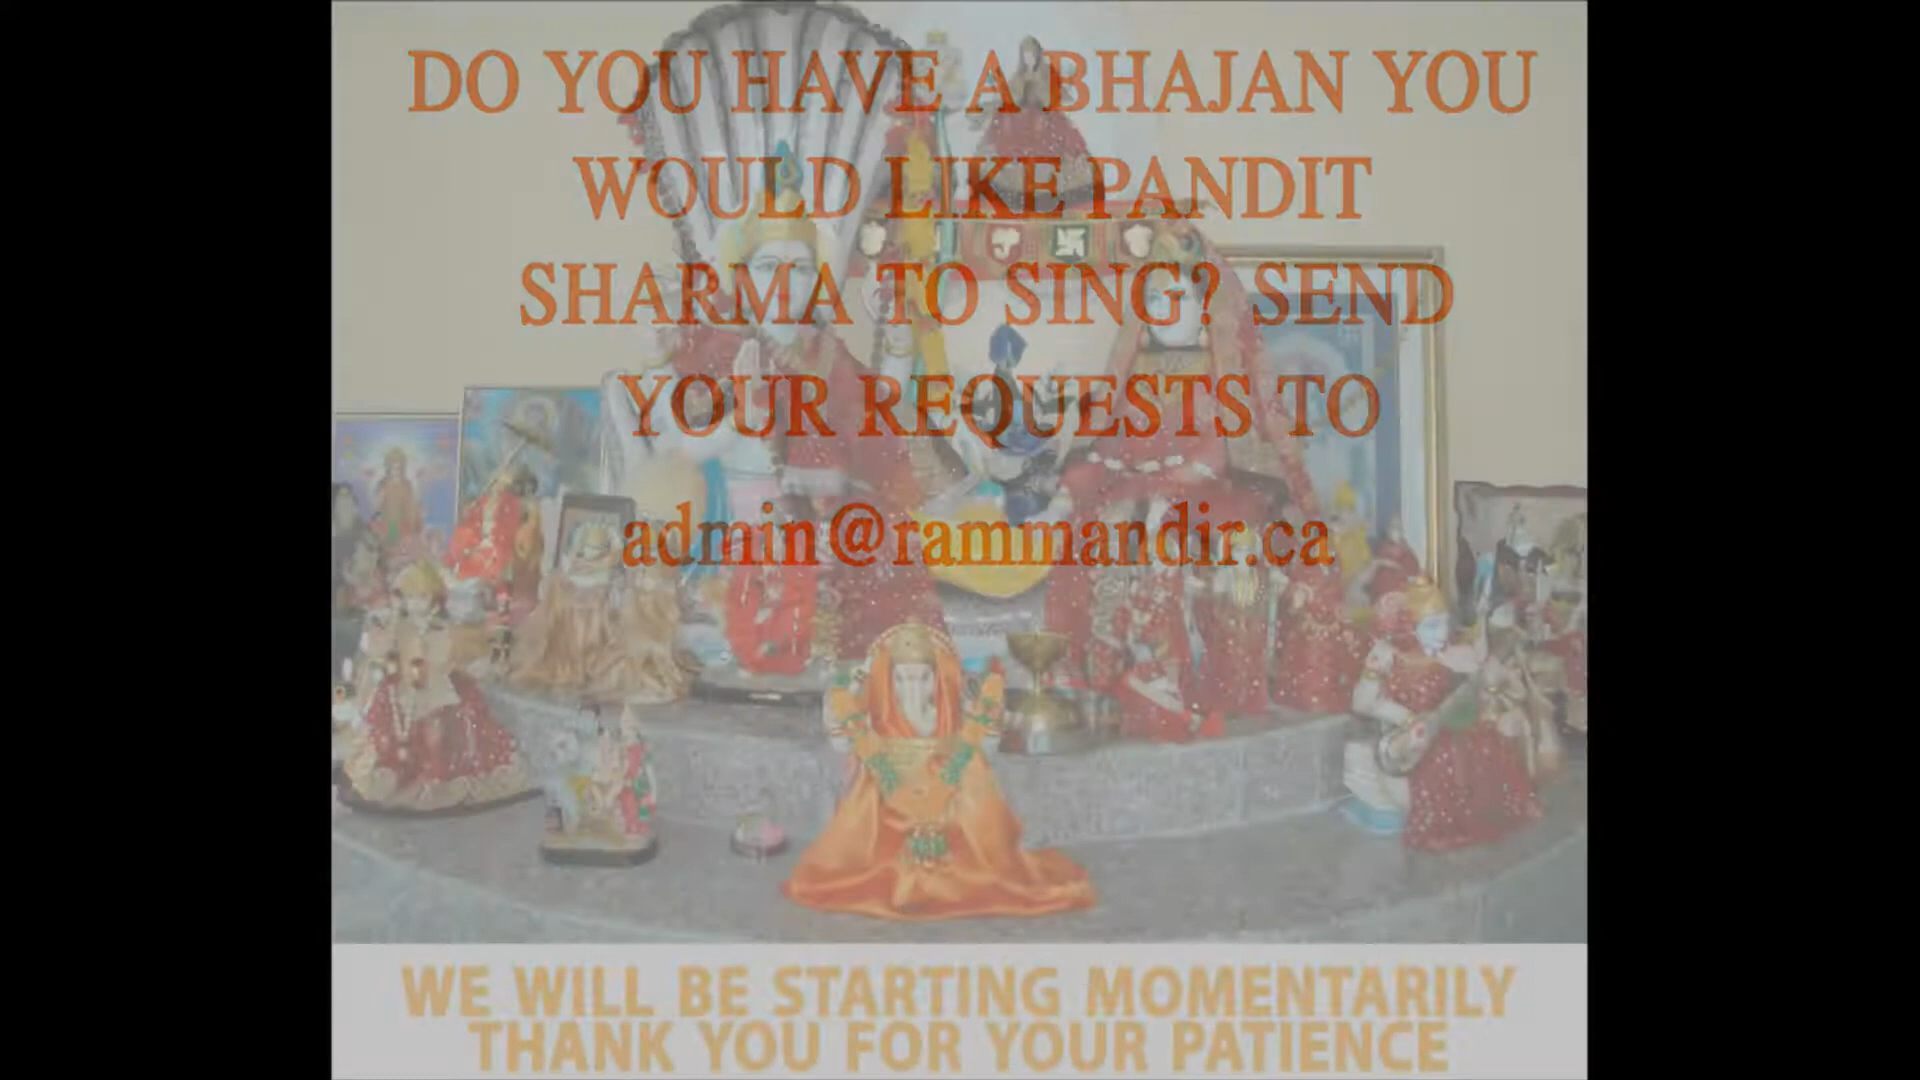 DO YOU HAVE A BHAJAN YOU
WOULD LIKE PANDIT
SHARMA TO SING? SEND
YOUR REQUESTS TO
admin@rammandir.ca
WE WILL BE STARTING MOMENTARILY
THANK YOU FOR YOUR PATIENCE